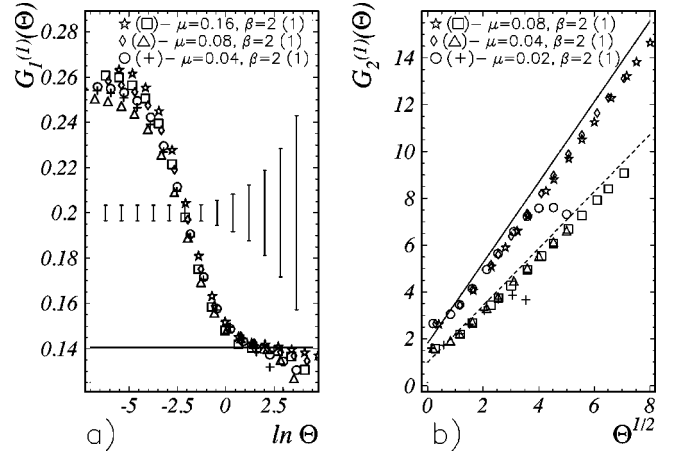 G₁⁽¹⁾(Θ)
0.28
0.26
0.24
0.22
0.2
0.18
0.16
0.14
☆(□)– μ=0.16, β=2 (1)
◊(△)– μ=0.08, β=2 (1)
○(+)– μ=0.04, β=2 (1)
-5 -2.5 0 2.5
a) ln Θ
G₂⁽¹⁾(Θ)
14
12
10
8
6
4
2
0
☆(□)– μ=0.08, β=2 (1)
◊(△)– μ=0.04, β=2 (1)
○(+)– μ=0.02, β=2 (1)
0 2 4 6 8
b) Θ^{1/2}